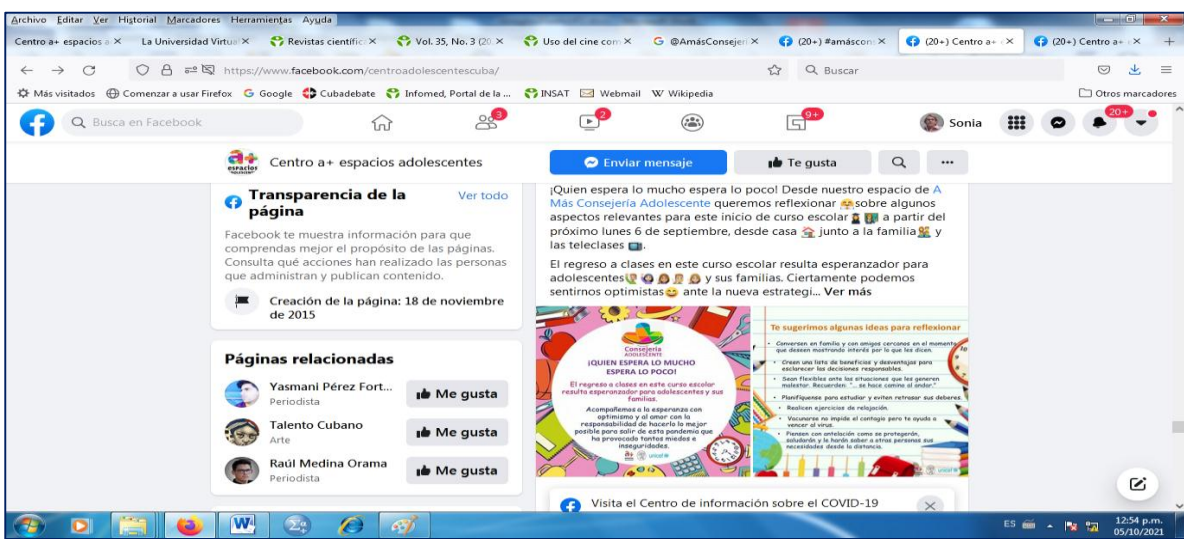 Archivo Editar Ver Historial Marcadores Herramientas Ayuda
Centro a+ espacios a
La Universidad Virtua
Revistas científic
Vol. 35, No. 3 (20
Uso del cine com
@AmásConsejerí
(20+) #amáscon
(20+) Centro a+
(20+) Centro a+
https://www.facebook.com/centroadolescentescuba/
Buscar
Más visitados Comenzar a usar Firefox Google Cubadebate Infomed, Portal de la ... INSAT Webmail Wikipedia
Otros marcadores
Busca en Facebook
3
2
9+
Sonia
20+
a+ espacios
Centro a+ espacios adolescentes
Enviar mensaje
Te gusta
Transparencia de la página
Ver todo
Facebook te muestra información para que
comprendas mejor el propósito de las páginas.
Consulta qué acciones han realizado las personas
que administran y publican contenido.
Creación de la página: 18 de noviembre
de 2015
Páginas relacionadas
Yasmani Pérez Fort...
Periodista
Me gusta
Talento Cubano
Arte
Me gusta
Raúl Medina Orama
Periodista
Me gusta
¡Quien espera lo mucho espera lo poco! Desde nuestro espacio de A
Más Consejería Adolescente queremos reflexionar sobre algunos
aspectos relevantes para este inicio de curso escolar a partir del
próximo lunes 6 de septiembre, desde casa junto a la familia y
las teleclases.
El regreso a clases en este curso escolar resulta esperanzador para
adolescentes y sus familias. Ciertamente podemos
sentirnos optimistas ante la nueva estrategi... Ver más
Consejería
ADOLESCENTE
¡QUIEN ESPERA LO MUCHO
ESPERA LO POCO!
El regreso a clases en este curso escolar
resulta esperanzador para adolescentes y sus
familias.
Acompañemos a la esperanza con
optimismo y al amor con la
responsabilidad de hacerlo lo mejor
posible para salir de esta pandemia que
ha provocado tantos miedos e
inseguridades.
unicef
Te sugerimos algunas ideas para reflexionar
Conversen en familia y con amigos cercanos en el momento
que deseen mostrando interés por lo que les dicen.
Creen una lista de beneficios y desventajas para
esclarecer las decisiones responsables.
Sean flexibles ante las situaciones que les generen
malestar. Recuerden: "... se hace camino al andar."
Planifíquense para estudiar y eviten retrasar sus deberes.
Realicen ejercicios de relajación.
Vacunarse no impide el contagio pero te ayuda a
vencer al virus.
Piensen con antelación como se protegerán,
saludarán y le harán saber a otras personas sus
necesidades desde la distancia.
unicef
Visita el Centro de información sobre el COVID-19
ES
12:54 p.m.
05/10/2021